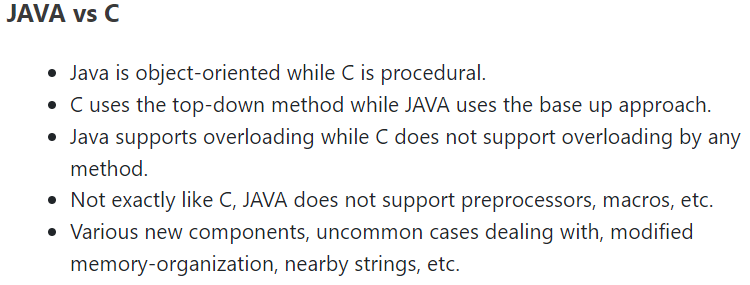 JAVA vs C
• Java is object-oriented while C is procedural.
• C uses the top-down method while JAVA uses the base up approach.
• Java supports overloading while C does not support overloading by any
method.
• Not exactly like C, JAVA does not support preprocessors, macros, etc.
• Various new components, uncommon cases dealing with, modified
memory-organization, nearby strings, etc.